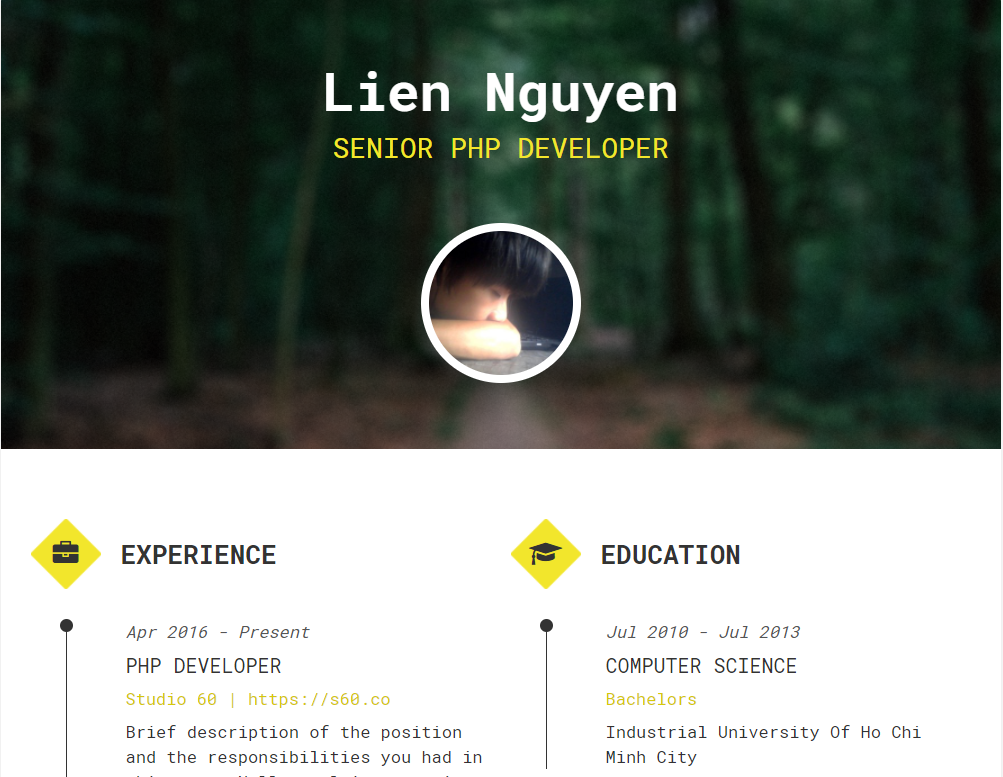 Lien Nguyen
SENIOR PHP DEVELOPER
EXPERIENCE
Apr 2016 - Present
PHP DEVELOPER
Studio 60 | https://s60.co
Brief description of the position
and the responsibilities you had in
EDUCATION
Jul 2010 - Jul 2013
COMPUTER SCIENCE
Bachelors
Industrial University Of Ho Chi
Minh City